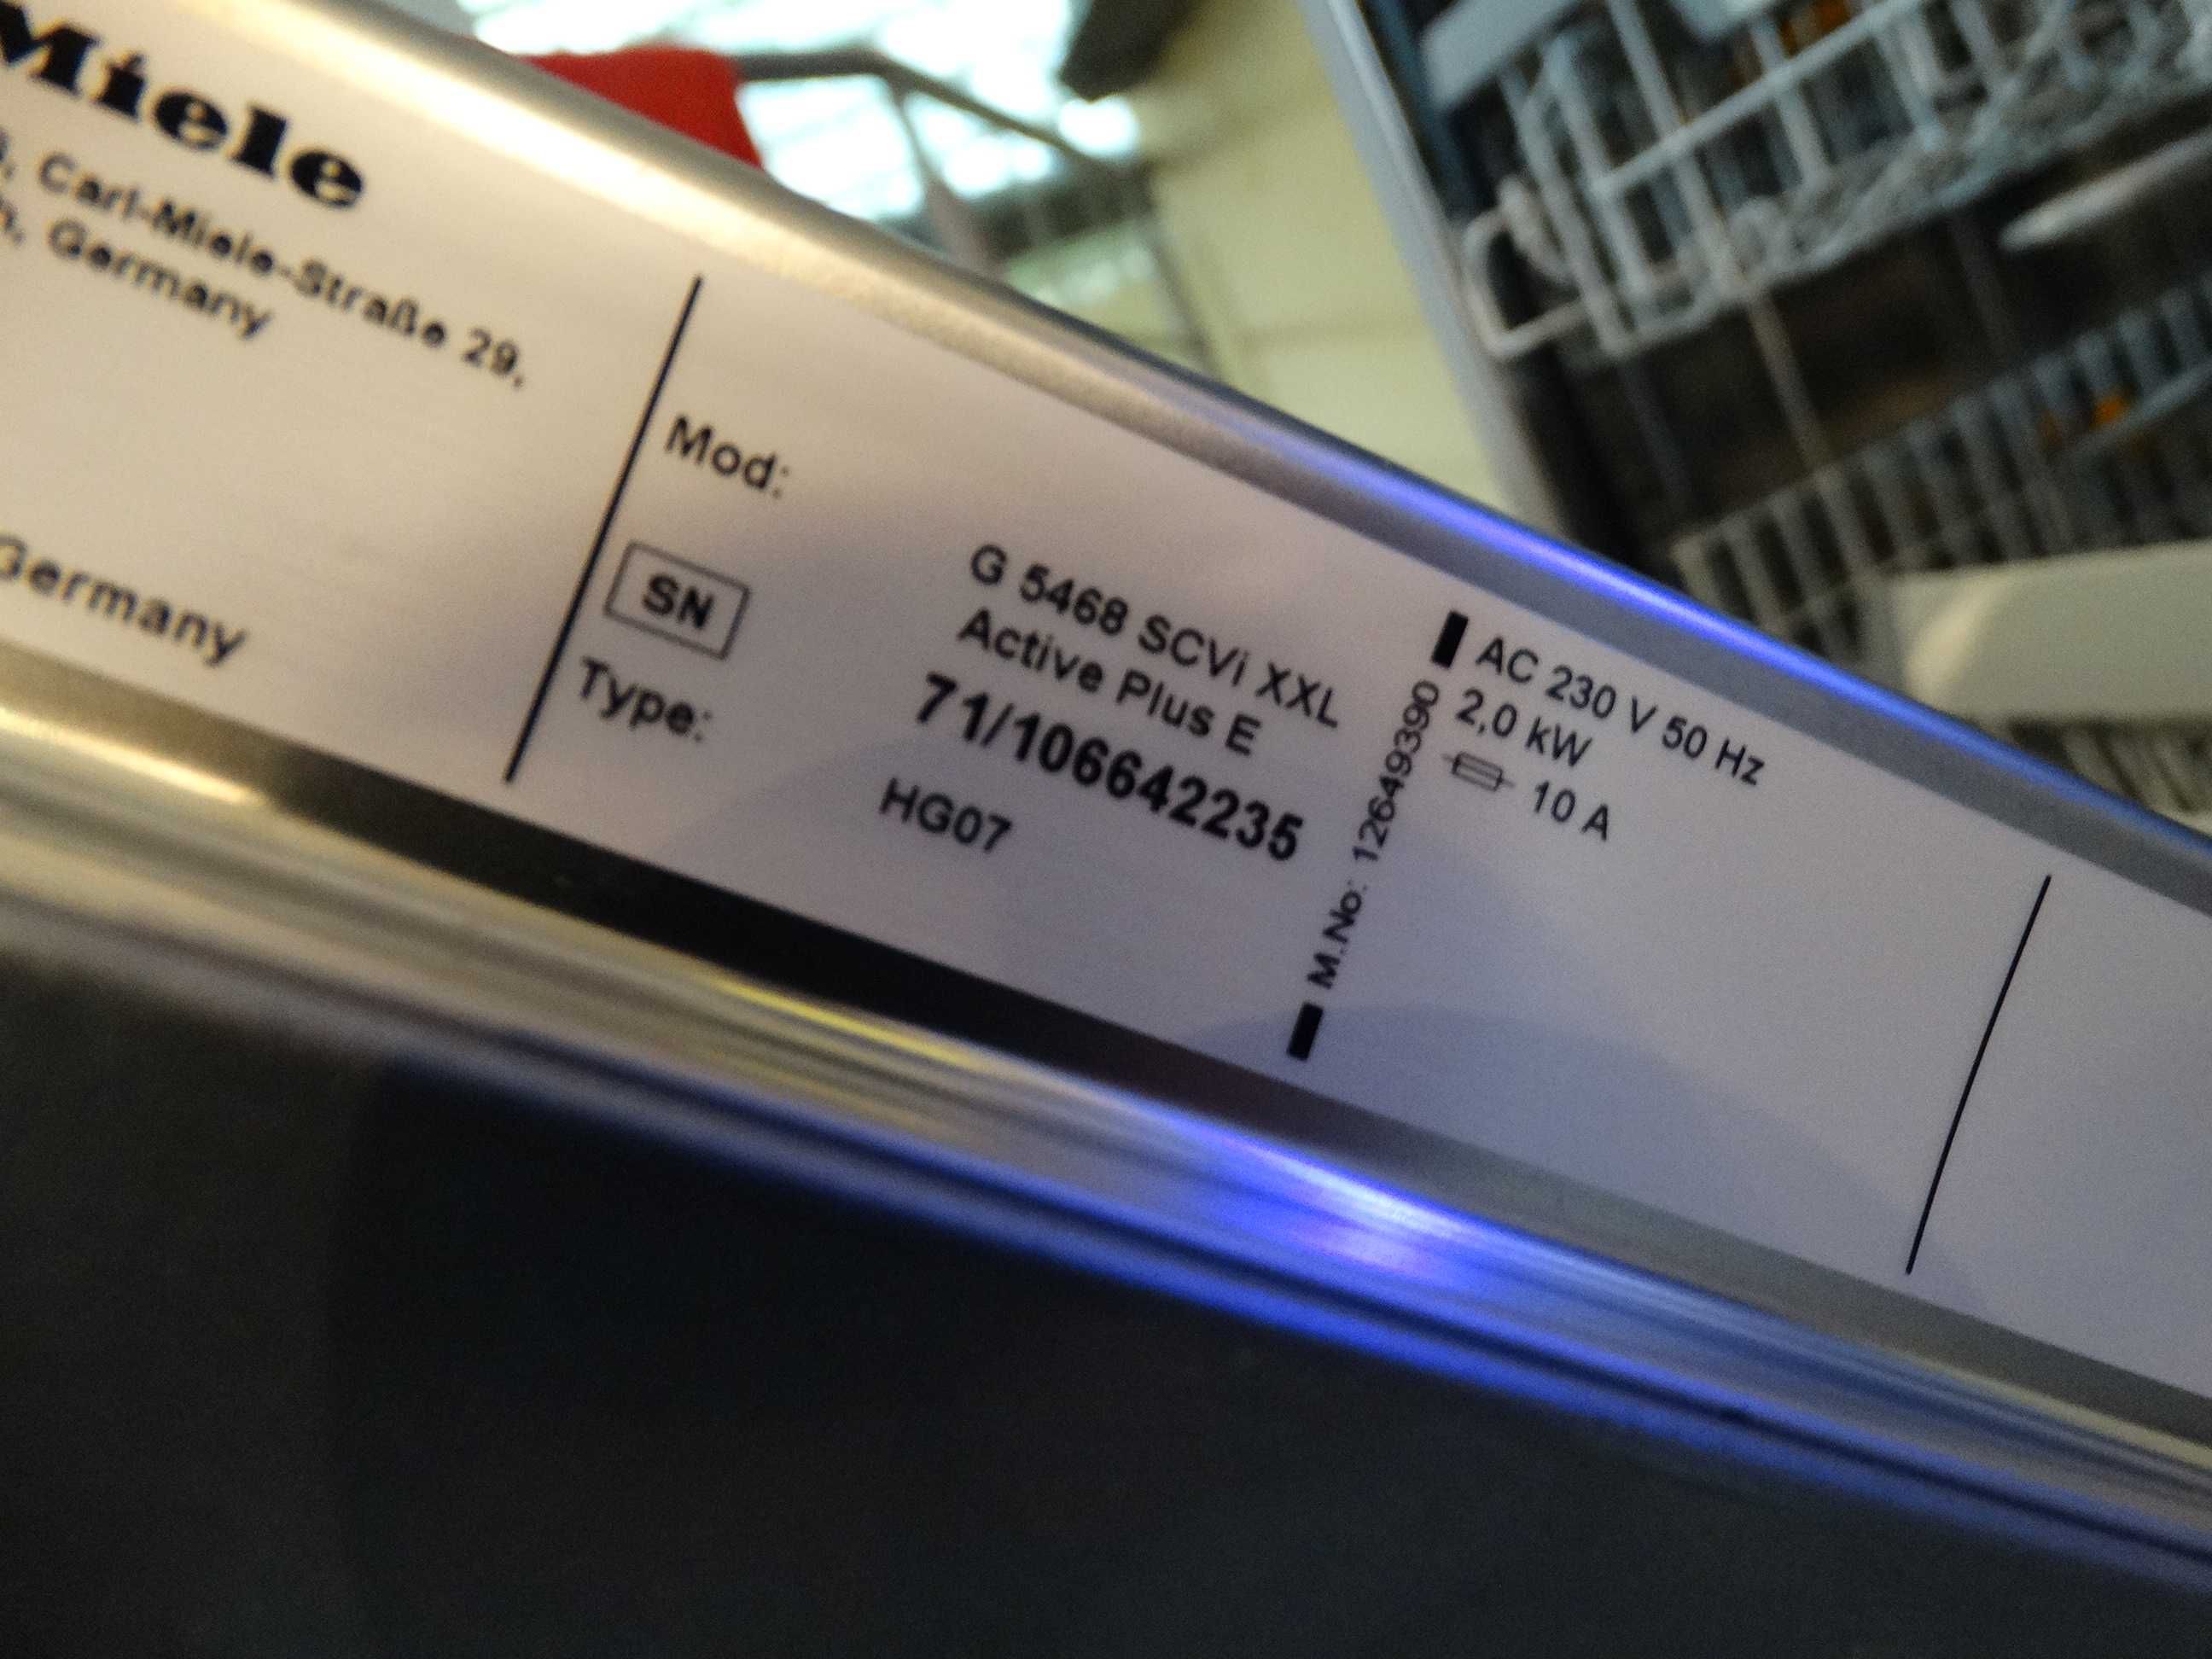 Miele
, Carl-Miele-Straße 29,
, Germany
Germany
Mod:
G 5468 SCVi XXL
Active Plus E
SN
Type:
71/106642235
HG07
M.No: 12649390
AC 230 V 50 Hz
2,0 kW
10 A